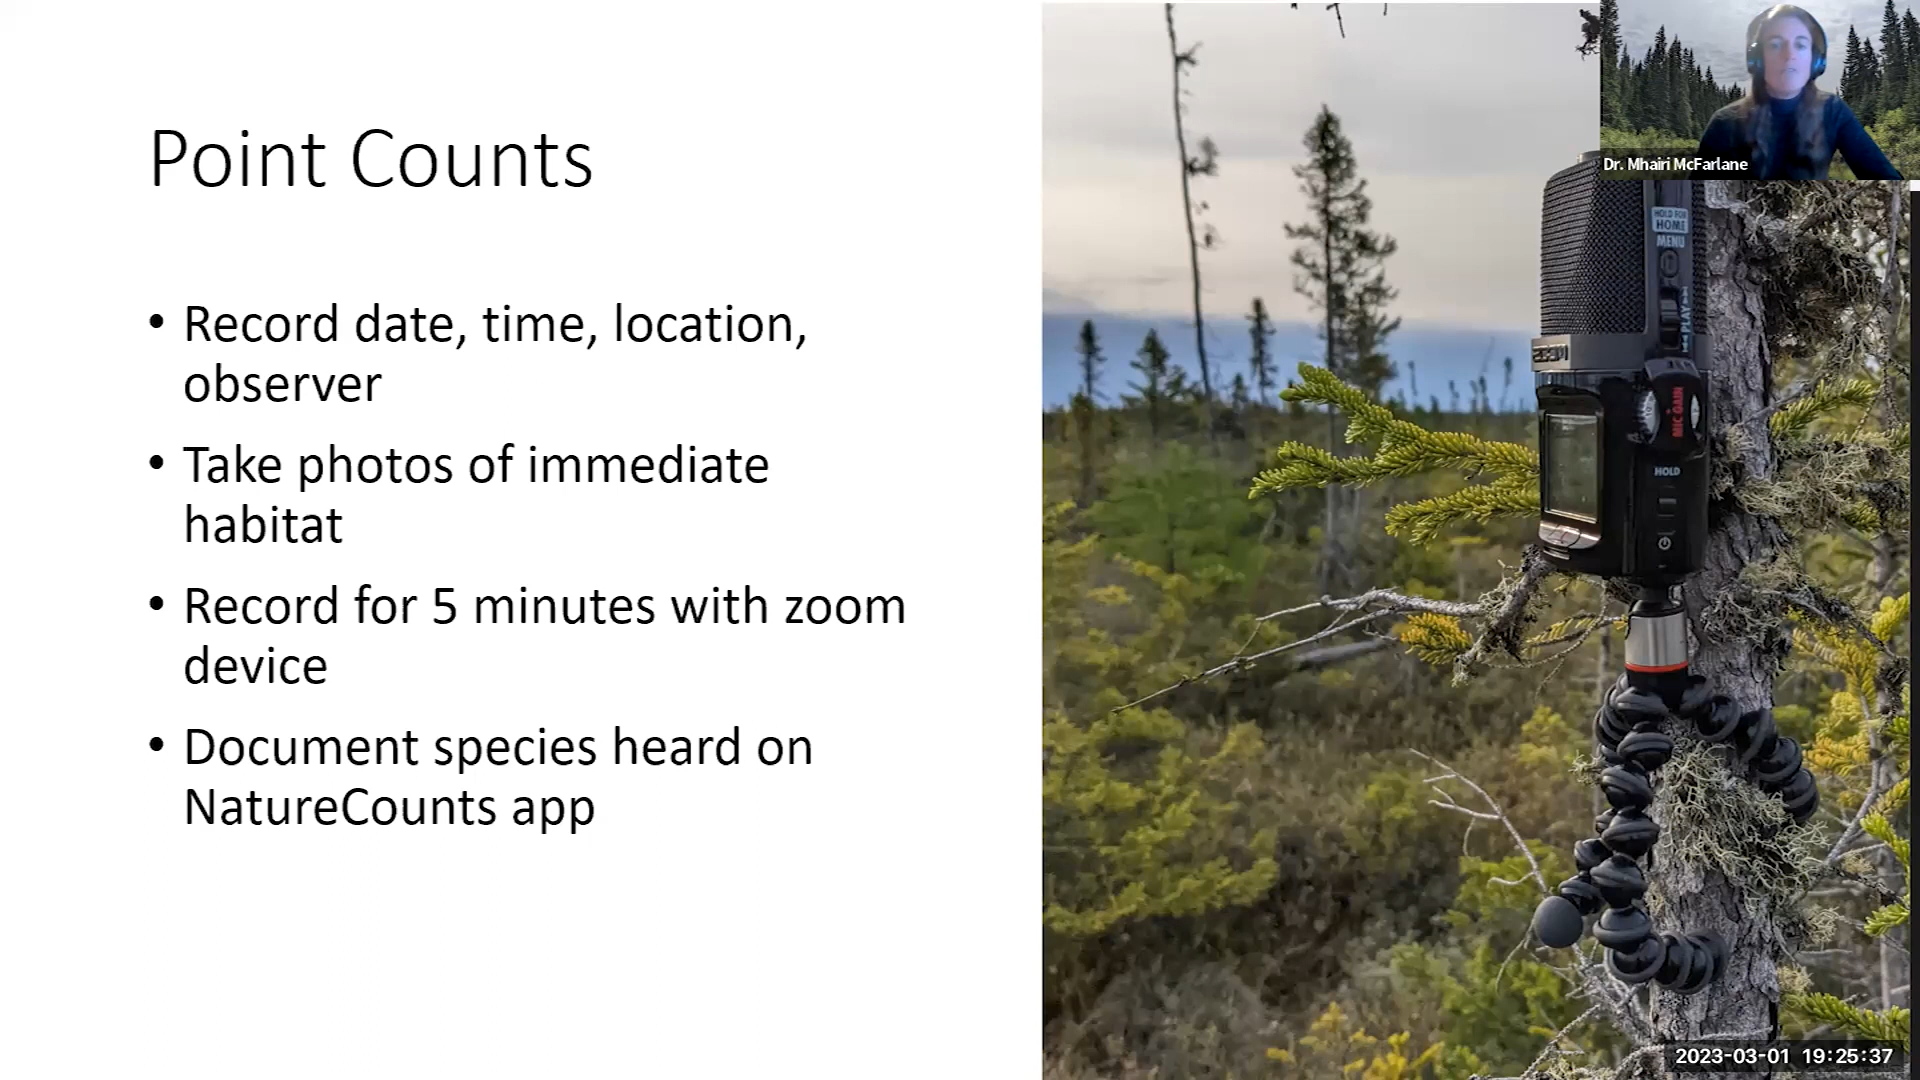 Point Counts
• Record date, time, location,
observer
• Take photos of immediate
habitat
• Record for 5 minutes with zoom
device
• Document species heard on
NatureCounts app
Dr. Mhairi McFarlane
HOLD FOR
HOME
MENU
PLAY
MIC GAIN
HOLD
2023-03-01 19:25:37